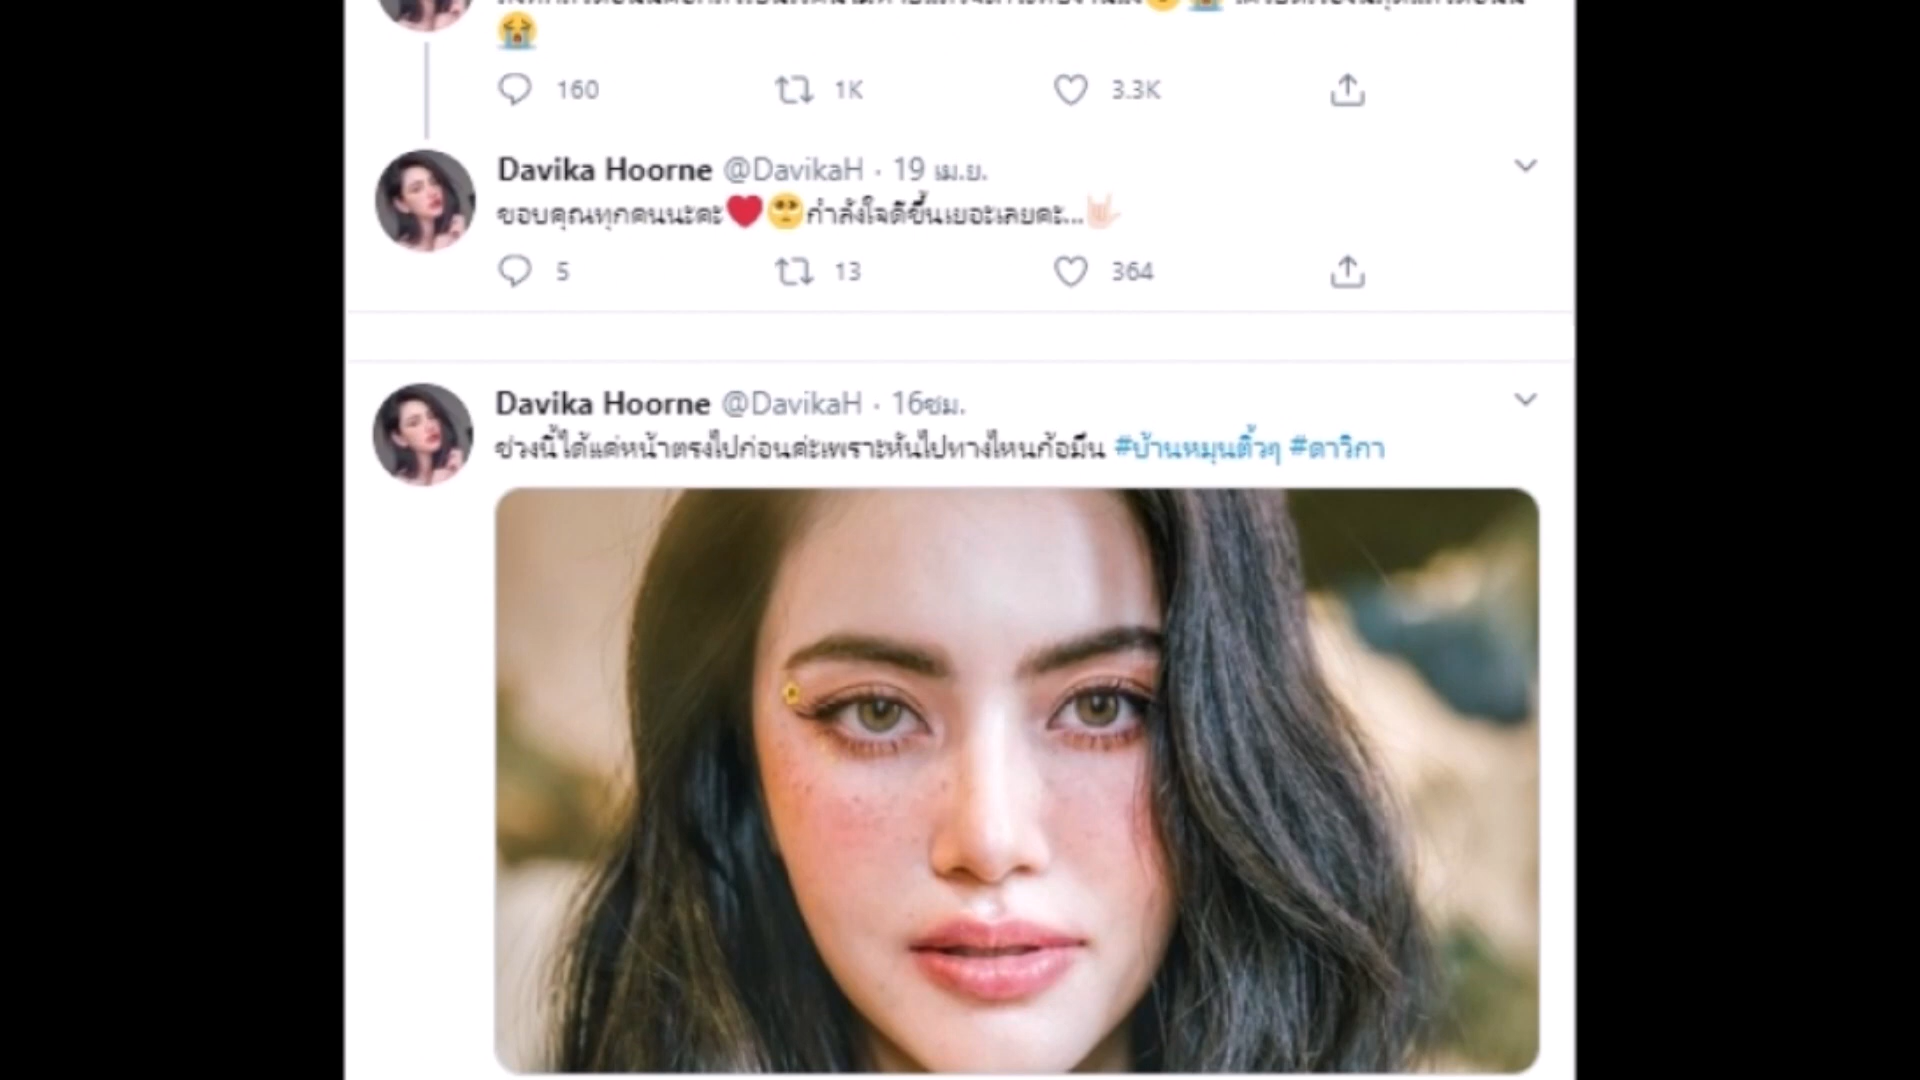 160 1K 3.3K
Davika Hoorne @DavikaH · 19 เม.ย.
ขอบคุณทุกคนนะคะ❤️🥺กำลังใจดีขึ้นเยอะเลยคะ...🤟🏻
5 13 364
Davika Hoorne @DavikaH · 16ชม.
ช่วงนี้ได้แค่หน้าตรงไปก่อนค่ะเพราะหันไปทางไหนก้อมึน #บ้านหมุนติ้วๆ #ดาวิกา